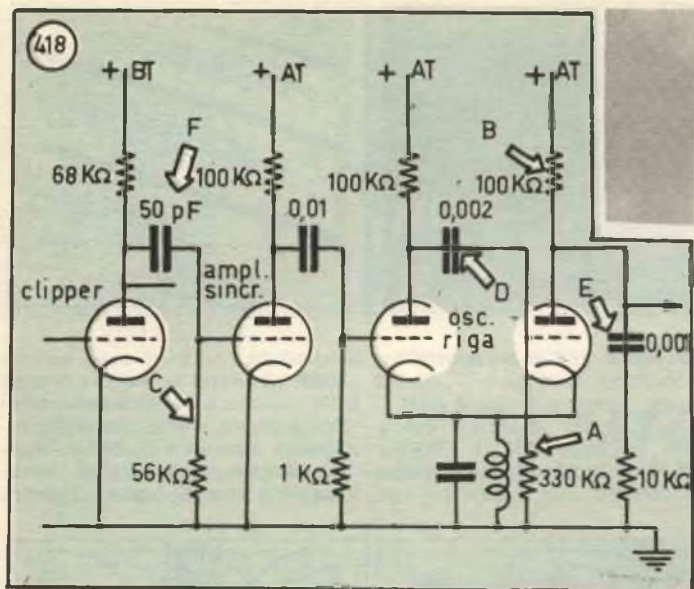 418
+ BT + AT + AT + AT
F B
68 KΩ 100 KΩ 100 KΩ 100 KΩ
50 pF 0,01 0,002
D E
clipper ampl. sincr. osc. riga
0,00
C A
56 KΩ 1 KΩ 330 KΩ 10 KΩ